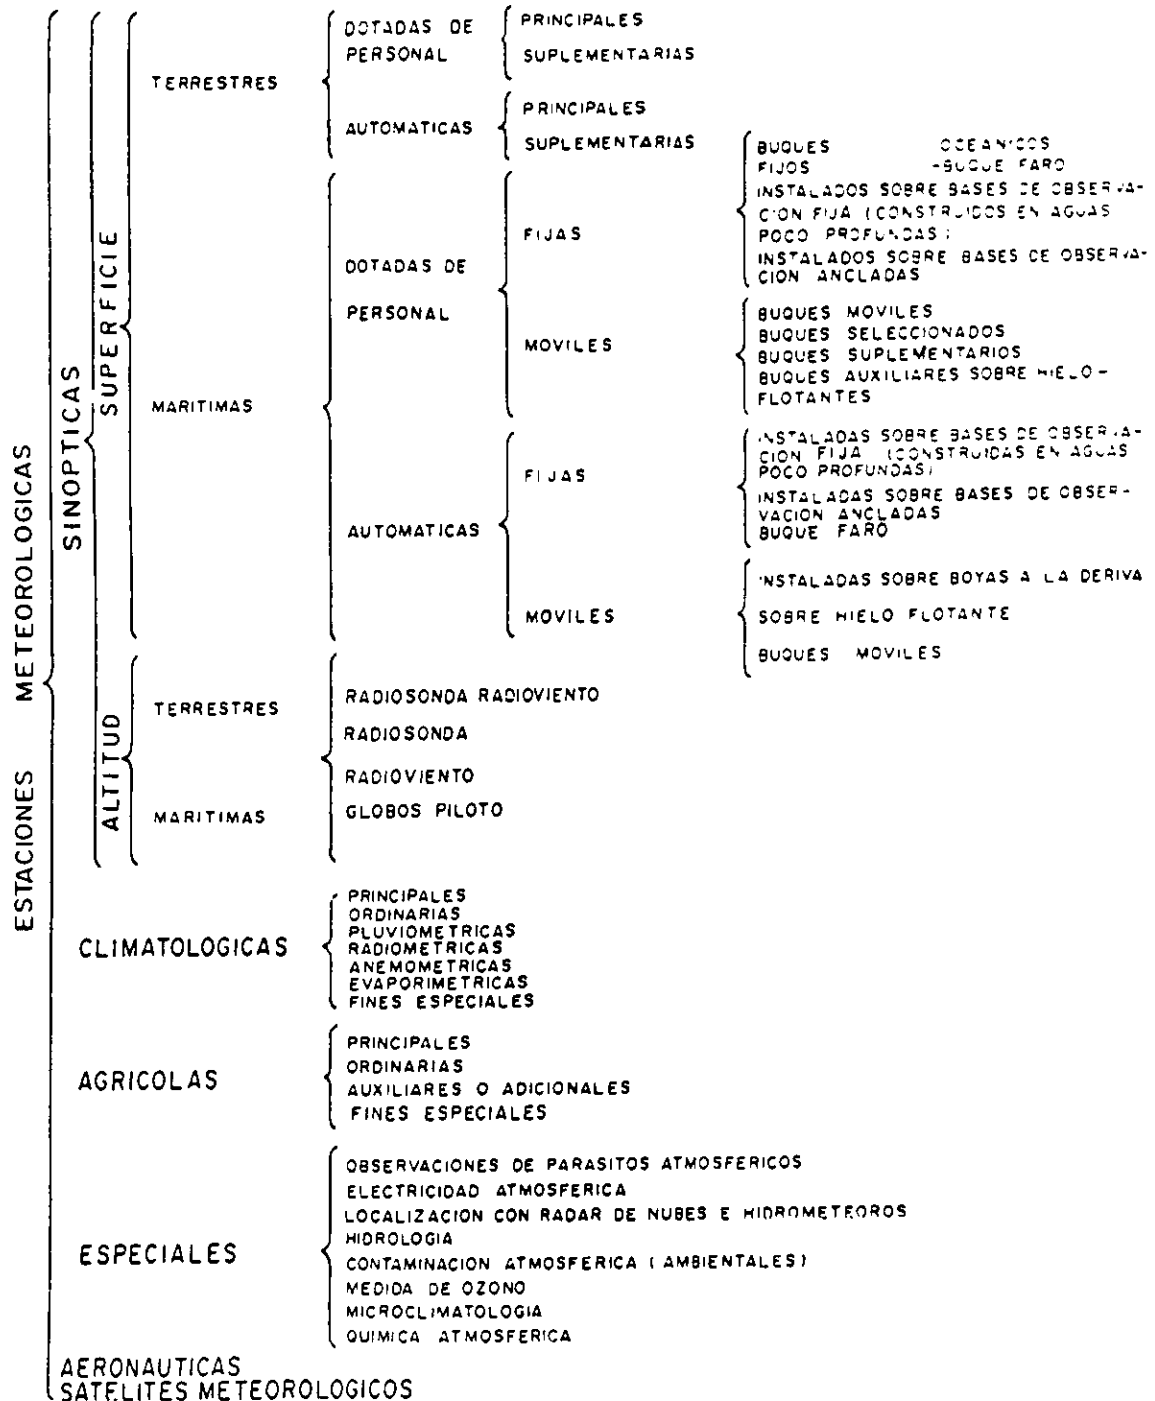 ESTACIONES METEOROLOGICAS
SINOPTICAS
SUPERFICIE
TERRESTRES
DOTADAS DE
PERSONAL
PRINCIPALES
SUPLEMENTARIAS
AUTOMATICAS
PRINCIPALES
SUPLEMENTARIAS
MARITIMAS
DOTADAS DE
PERSONAL
FIJAS
BUQUES OCEANICOS
FIJOS -BUQUE FARO
INSTALADOS SOBRE BASES DE OBSERVA-
CION FIJA (CONSTRUIDOS EN AGUAS
POCO PROFUNDAS)
INSTALADOS SOBRE BASES DE OBSERVA-
CION ANCLADAS
MOVILES
BUQUES MOVILES
BUQUES SELECCIONADOS
BUQUES SUPLEMENTARIOS
BUQUES AUXILIARES SOBRE HIELO-
FLOTANTES
AUTOMATICAS
FIJAS
INSTALADAS SOBRE BASES DE OBSERVA-
CION FIJA (CONSTRUIDAS EN AGUAS
POCO PROFUNDAS)
INSTALADAS SOBRE BASES DE OBSER-
VACION ANCLADAS
BUQUE FARO
MOVILES
INSTALADAS SOBRE BOYAS A LA DERIVA
SOBRE HIELO FLOTANTE
BUQUES MOVILES
ALTITUD
TERRESTRES
MARITIMAS
RADIOSONDA RADIOVIENTO
RADIOSONDA
RADIOVIENTO
GLOBOS PILOTO
CLIMATOLOGICAS
PRINCIPALES
ORDINARIAS
PLUVIOMETRICAS
RADIOMETRICAS
ANEMOMETRICAS
EVAPORIMETRICAS
FINES ESPECIALES
AGRICOLAS
PRINCIPALES
ORDINARIAS
AUXILIARES O ADICIONALES
FINES ESPECIALES
ESPECIALES
OBSERVACIONES DE PARASITOS ATMOSFERICOS
ELECTRICIDAD ATMOSFERICA
LOCALIZACION CON RADAR DE NUBES E HIDROMETEOROS
HIDROLOGIA
CONTAMINACION ATMOSFERICA (AMBIENTALES)
MEDIDA DE OZONO
MICROCLIMATOLOGIA
QUIMICA ATMOSFERICA
AERONAUTICAS
SATELITES METEOROLOGICOS